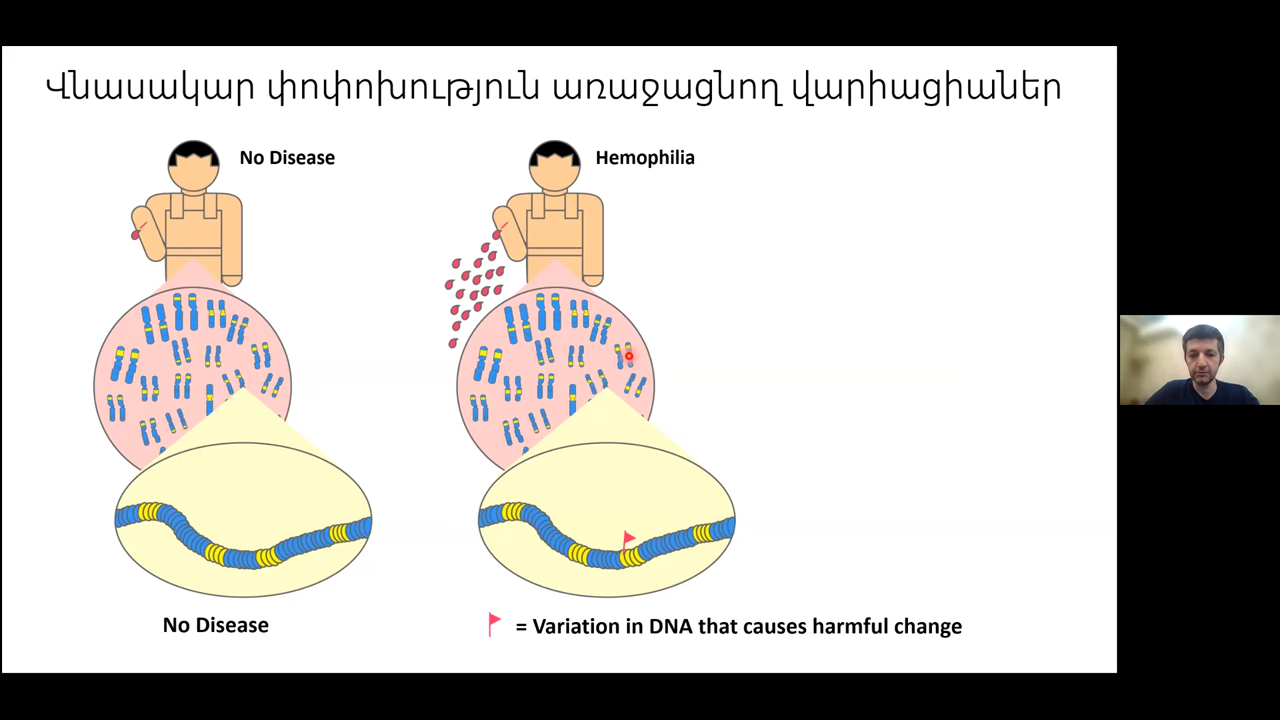 Վնասակար փոփոխություն առաջացնող վարիացիաներ
No Disease
Hemophilia
No Disease
= Variation in DNA that causes harmful change